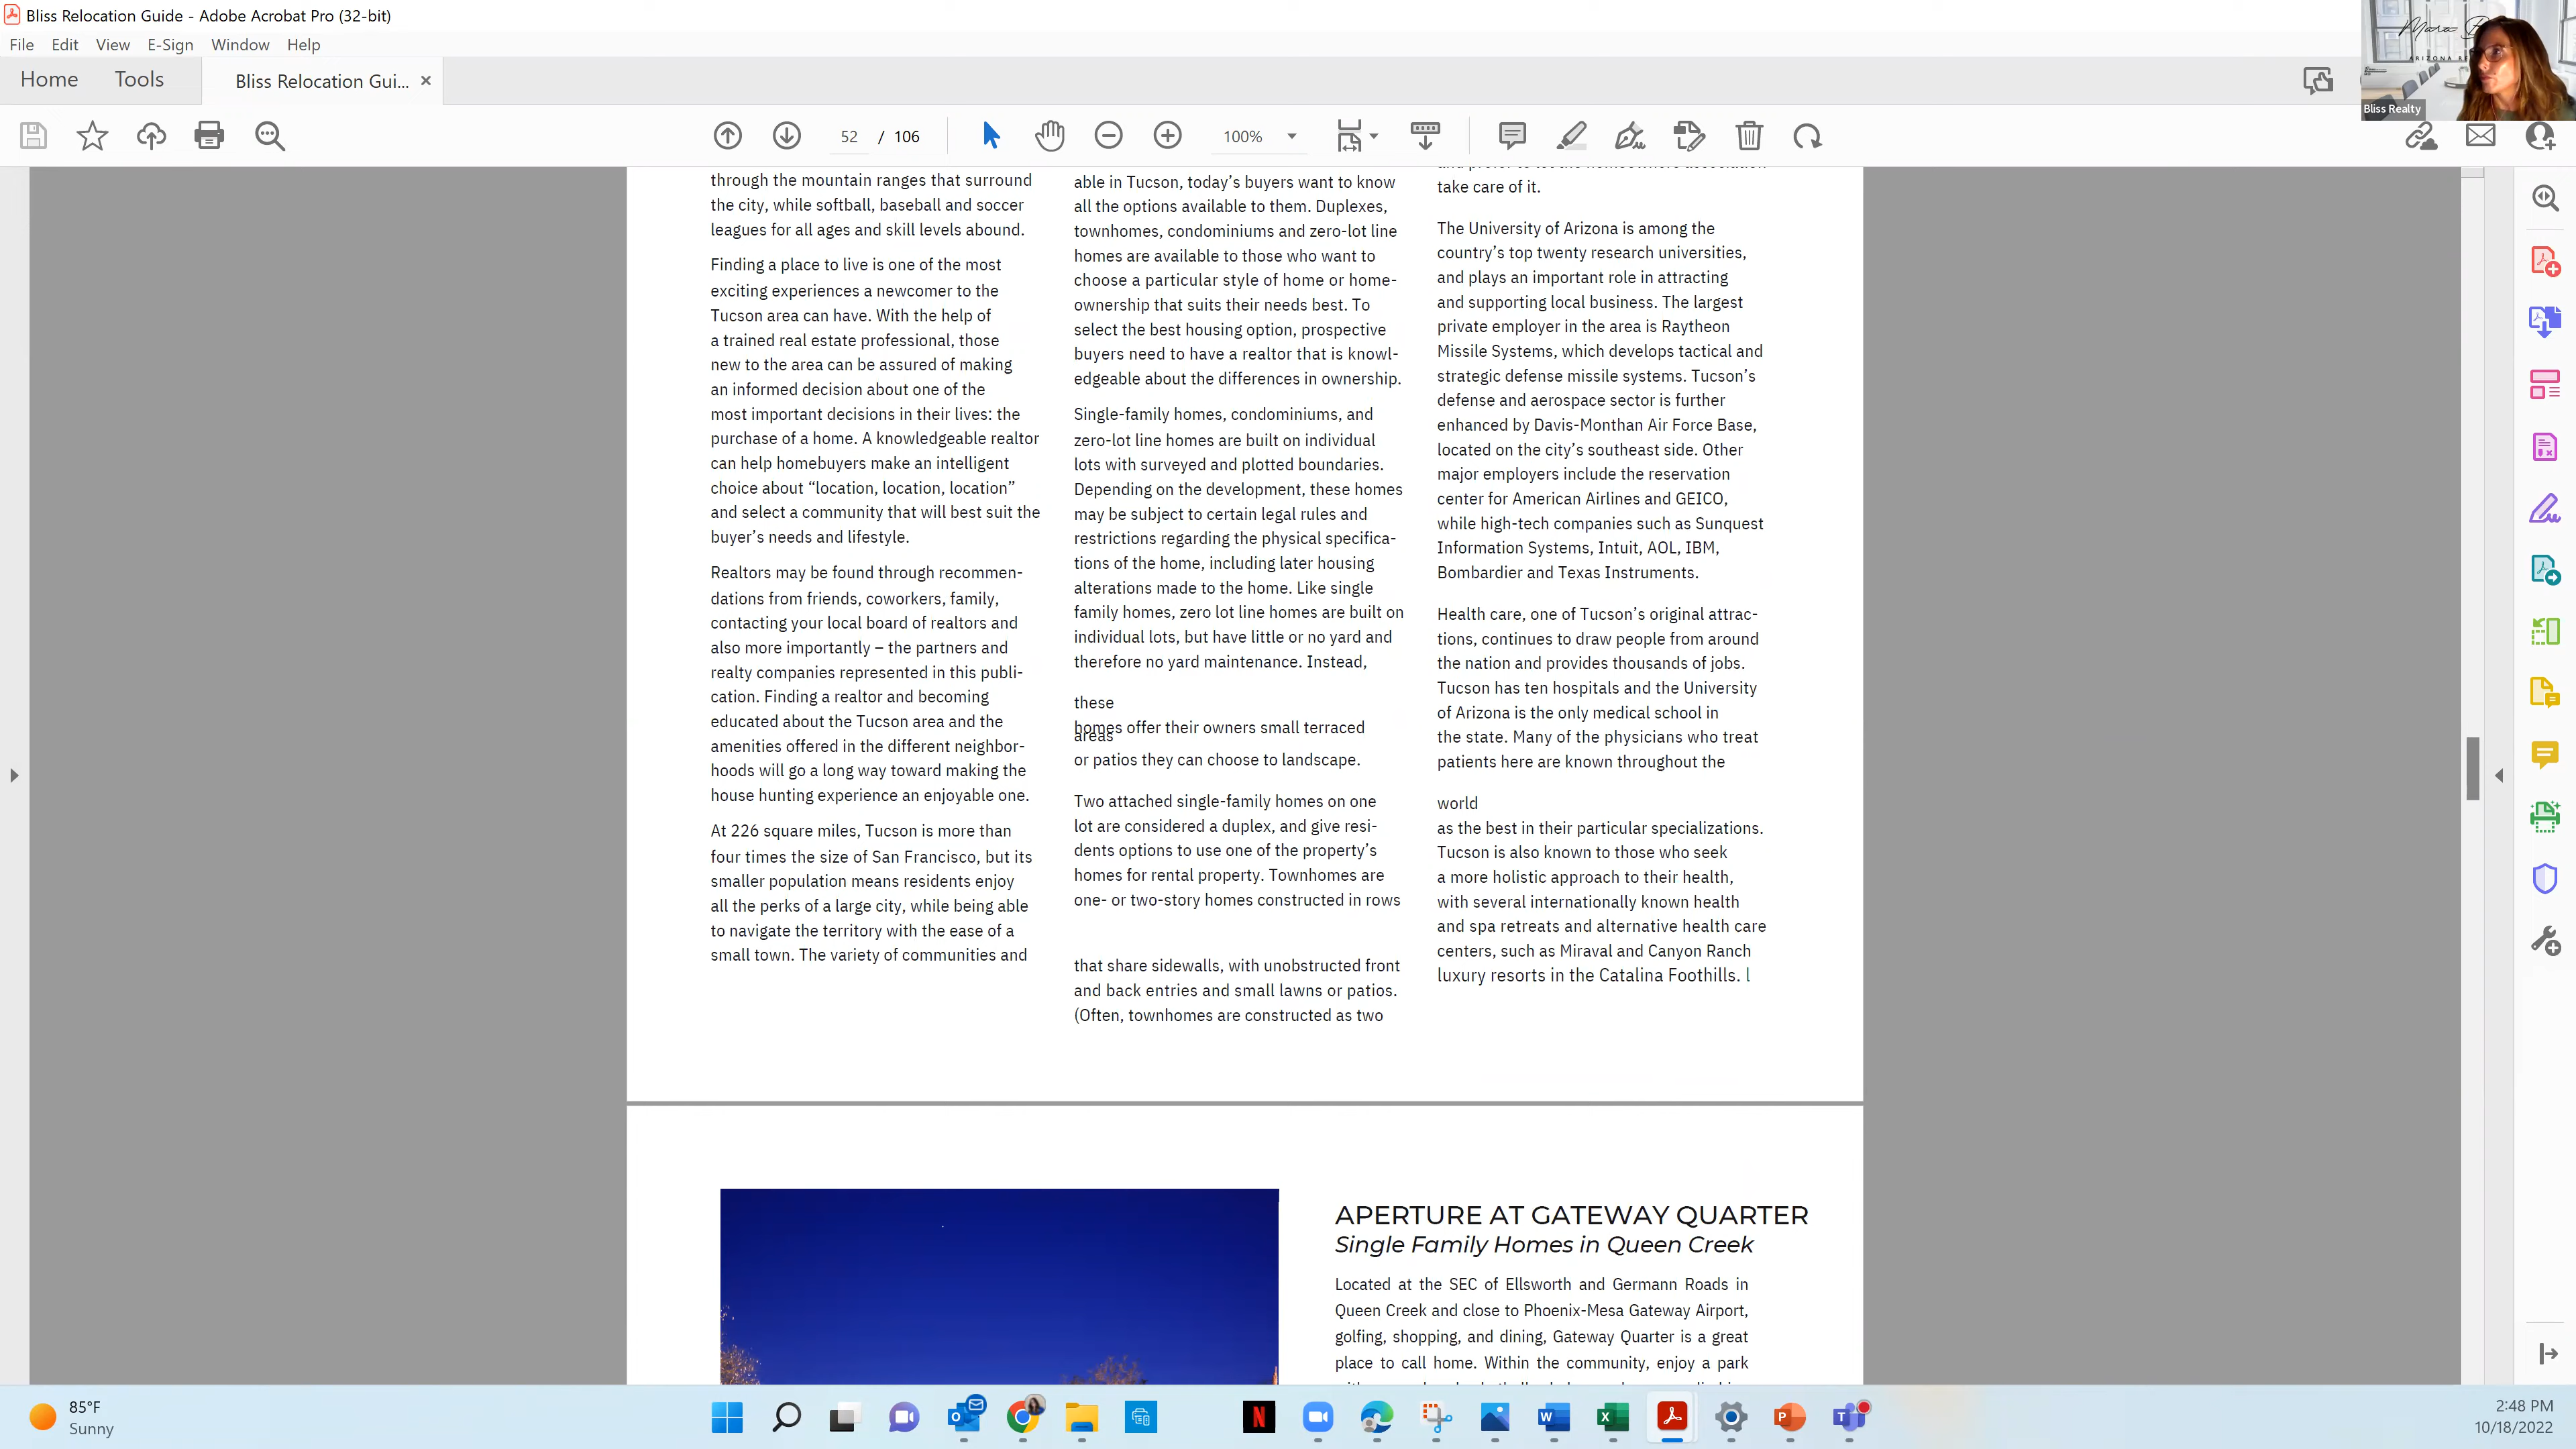 Bliss Relocation Guide - Adobe Acrobat Pro (32-bit)
File Edit View E-Sign Window Help
Home Tools Bliss Relocation Gui... ×
52 / 106 100%
Bliss Realty
through the mountain ranges that surround
the city, while softball, baseball and soccer
leagues for all ages and skill levels abound.
Finding a place to live is one of the most
exciting experiences a newcomer to the
Tucson area can have. With the help of
a trained real estate professional, those
new to the area can be assured of making
an informed decision about one of the
most important decisions in their lives: the
purchase of a home. A knowledgeable realtor
can help homebuyers make an intelligent
choice about “location, location, location”
and select a community that will best suit the
buyer’s needs and lifestyle.
Realtors may be found through recommen-
dations from friends, coworkers, family,
contacting your local board of realtors and
also more importantly – the partners and
realty companies represented in this publi-
cation. Finding a realtor and becoming
educated about the Tucson area and the
amenities offered in the different neighbor-
hoods will go a long way toward making the
house hunting experience an enjoyable one.
At 226 square miles, Tucson is more than
four times the size of San Francisco, but its
smaller population means residents enjoy
all the perks of a large city, while being able
to navigate the territory with the ease of a
small town. The variety of communities and
able in Tucson, today’s buyers want to know
all the options available to them. Duplexes,
townhomes, condominiums and zero-lot line
homes are available to those who want to
choose a particular style of home or home-
ownership that suits their needs best. To
select the best housing option, prospective
buyers need to have a realtor that is knowl-
edgeable about the differences in ownership.
Single-family homes, condominiums, and
zero-lot line homes are built on individual
lots with surveyed and plotted boundaries.
Depending on the development, these homes
may be subject to certain legal rules and
restrictions regarding the physical specifica-
tions of the home, including later housing
alterations made to the home. Like single
family homes, zero lot line homes are built on
individual lots, but have little or no yard and
therefore no yard maintenance. Instead,
these
homes offer their owners small terraced
areas
or patios they can choose to landscape.
Two attached single-family homes on one
lot are considered a duplex, and give resi-
dents options to use one of the property’s
homes for rental property. Townhomes are
one- or two-story homes constructed in rows
that share sidewalls, with unobstructed front
and back entries and small lawns or patios.
(Often, townhomes are constructed as two
take care of it.
The University of Arizona is among the
country’s top twenty research universities,
and plays an important role in attracting
and supporting local business. The largest
private employer in the area is Raytheon
Missile Systems, which develops tactical and
strategic defense missile systems. Tucson’s
defense and aerospace sector is further
enhanced by Davis-Monthan Air Force Base,
located on the city’s southeast side. Other
major employers include the reservation
center for American Airlines and GEICO,
while high-tech companies such as Sunquest
Information Systems, Intuit, AOL, IBM,
Bombardier and Texas Instruments.
Health care, one of Tucson’s original attrac-
tions, continues to draw people from around
the nation and provides thousands of jobs.
Tucson has ten hospitals and the University
of Arizona is the only medical school in
the state. Many of the physicians who treat
patients here are known throughout the
world
as the best in their particular specializations.
Tucson is also known to those who seek
a more holistic approach to their health,
with several internationally known health
and spa retreats and alternative health care
centers, such as Miraval and Canyon Ranch
luxury resorts in the Catalina Foothills. l
APERTURE AT GATEWAY QUARTER
Single Family Homes in Queen Creek
Located at the SEC of Ellsworth and Germann Roads in
Queen Creek and close to Phoenix-Mesa Gateway Airport,
golfing, shopping, and dining, Gateway Quarter is a great
place to call home. Within the community, enjoy a park
85°F
Sunny
2:48 PM
10/18/2022